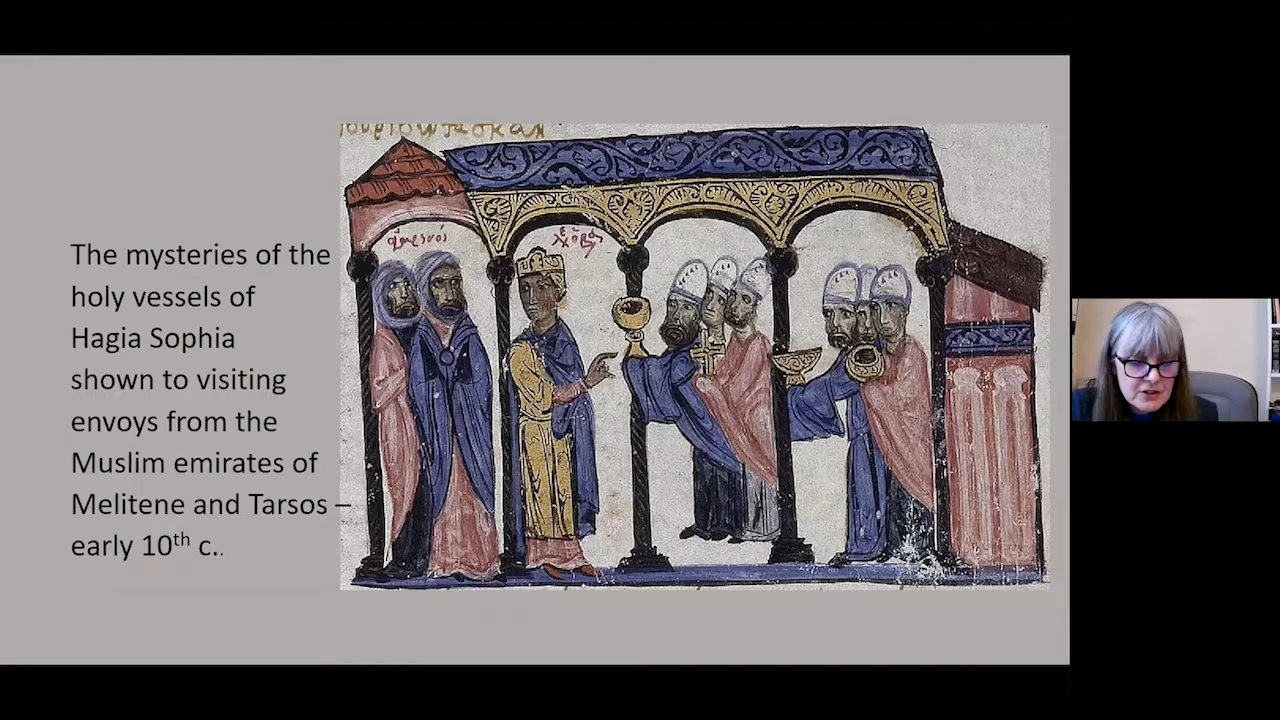 The mysteries of the
holy vessels of
Hagia Sophia
shown to visiting
envoys from the
Muslim emirates of
Melitene and Tarsos –
early 10th c..